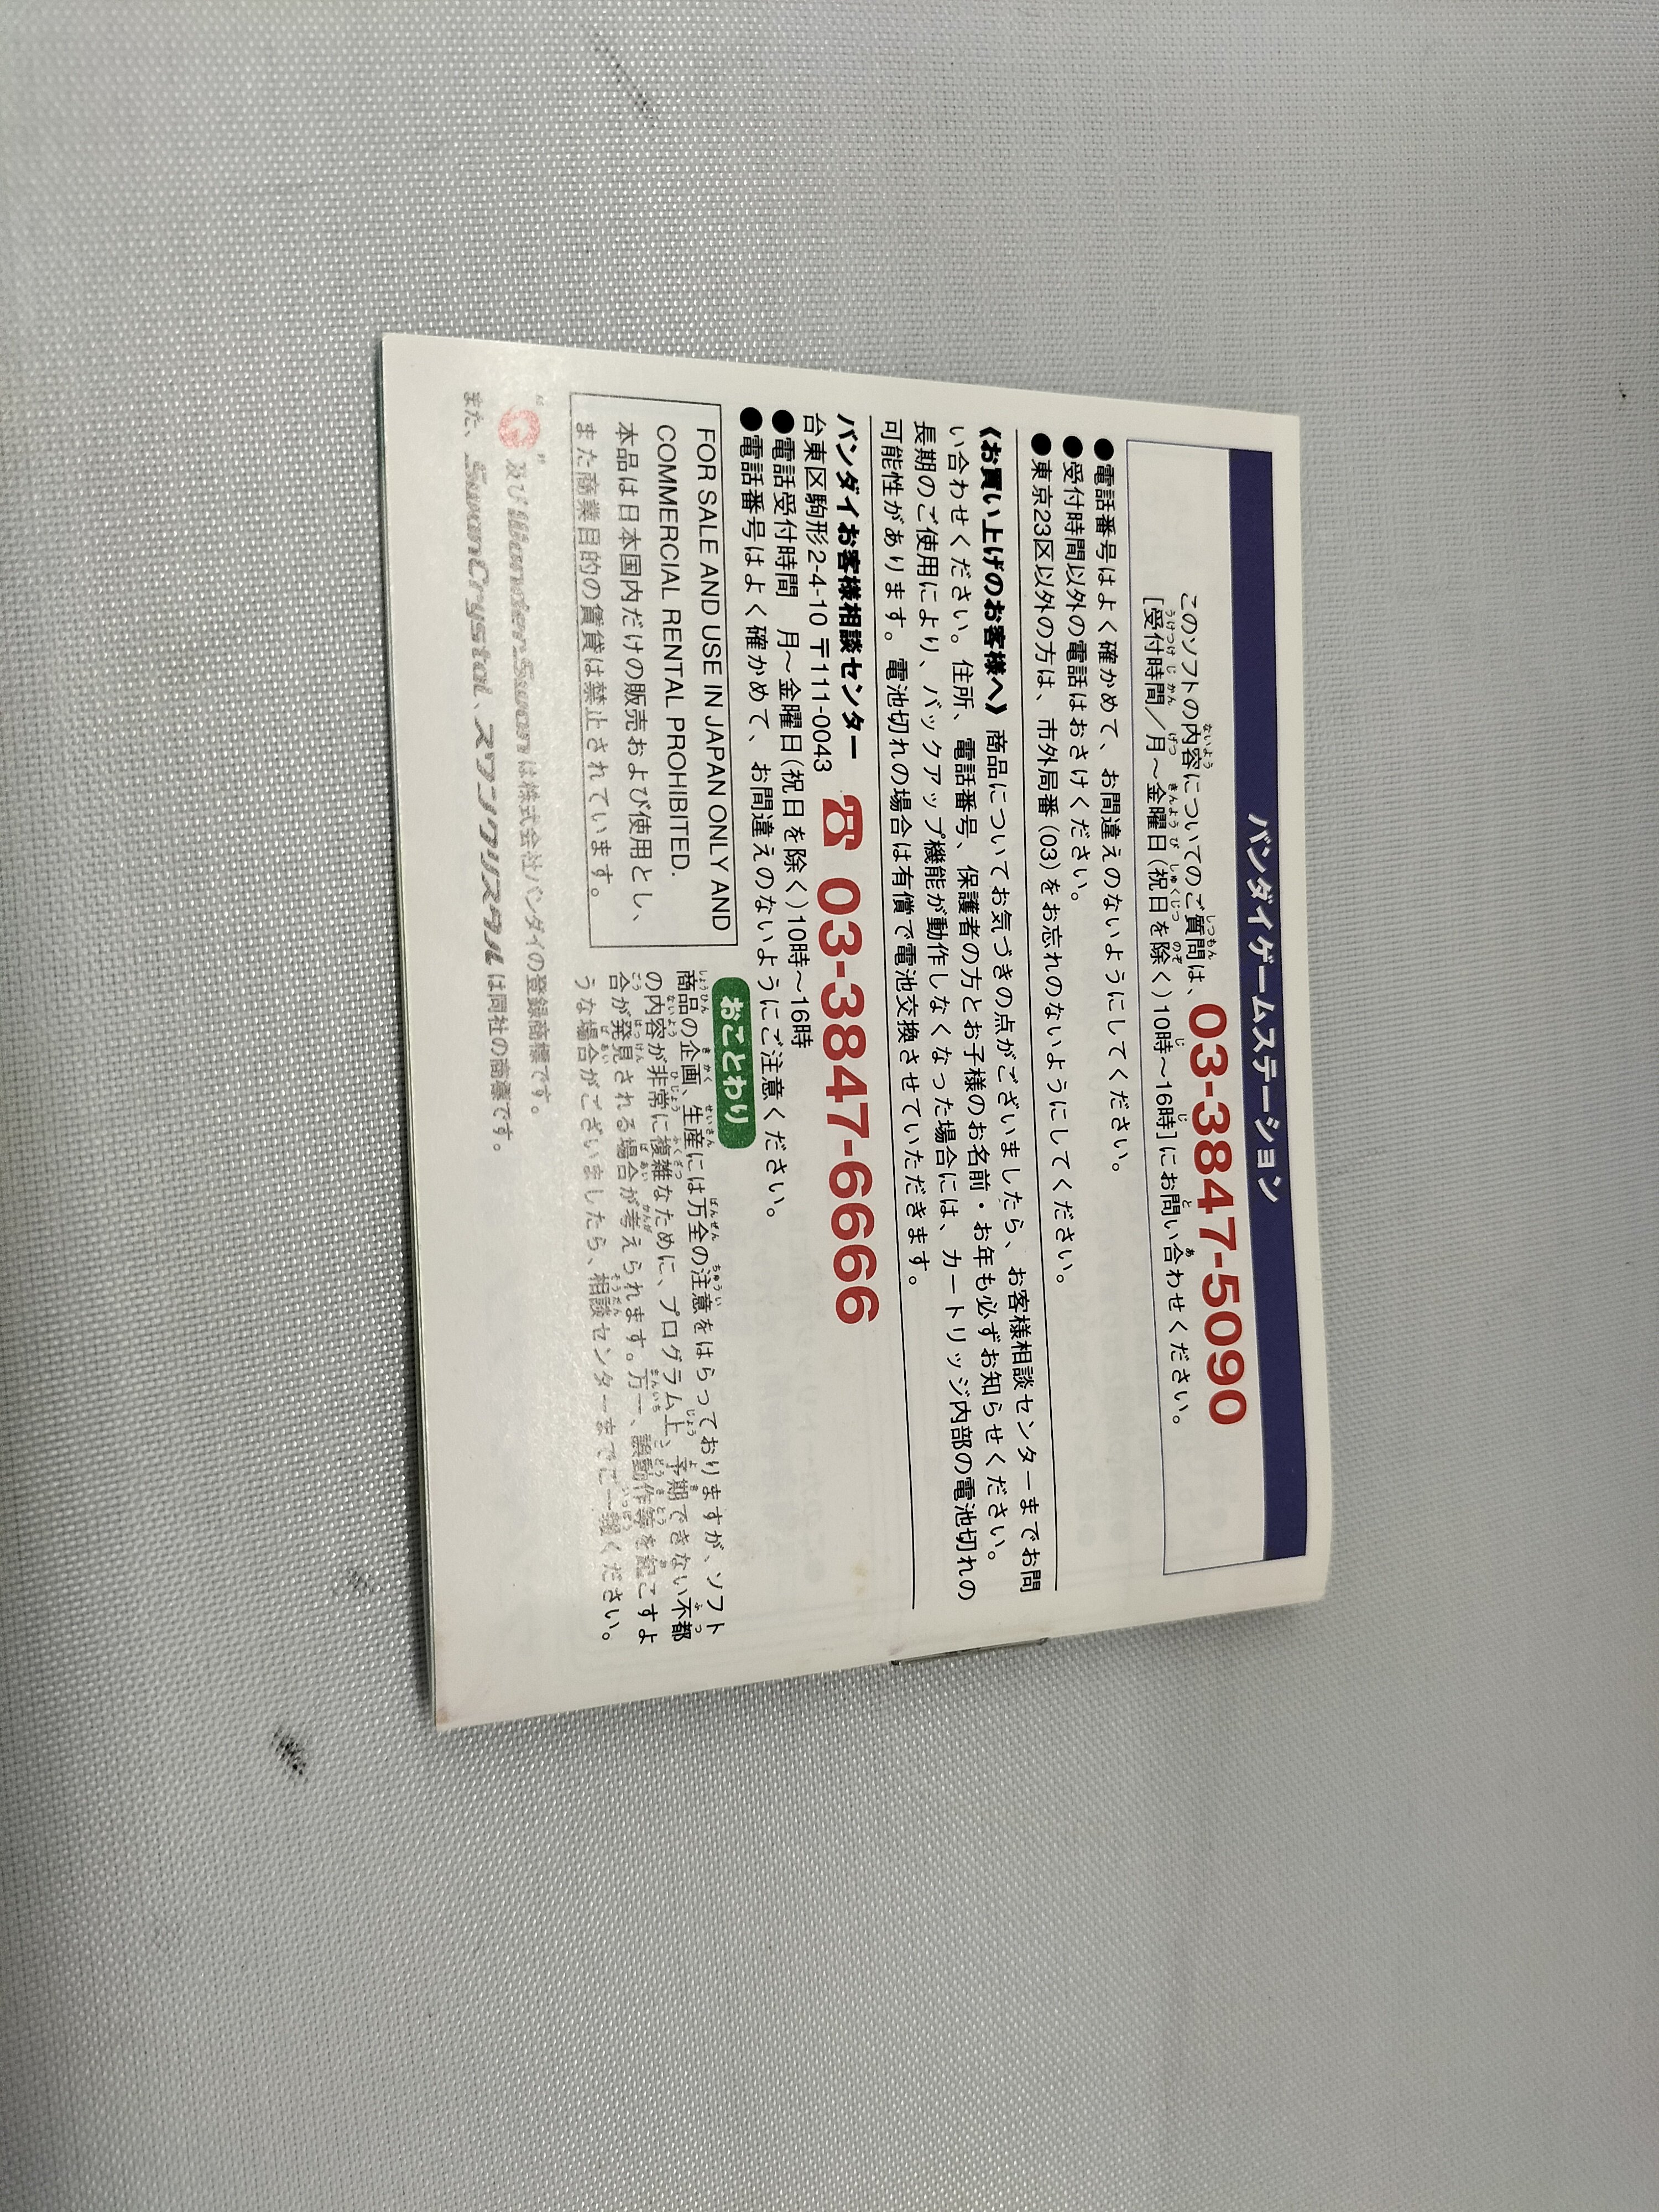 バンダイゲームステーション
このソフトの内容についてのご質問は、03-3847-5090
[受付時間／月～金曜日(祝日を除く)10時～16時]にお問い合わせください。
●電話番号はよく確かめて、お間違えのないようにしてください。
●受付時間以外の電話はおさけください。
●東京23区以外の方は、市外局番(03)をお忘れのないようにしてください。
《お買い上げのお客様へ》商品についてお気づきの点がございましたら、お客様相談センターまでお問
い合わせください。住所、電話番号、保護者の方とお子様のお名前・お年も必ずお知らせください。
長期のご使用により、バックアップ機能が動作しなくなった場合には、カートリッジ内部の電池切れの
可能性があります。電池切れの場合は有償で電池交換させていただきます。
バンダイお客様相談センター
台東区駒形2-4-10 〒111-0043
☎ 03-3847-6666
●電話受付時間 月～金曜日(祝日を除く)10時～16時
●電話番号はよく確かめて、お間違えのないようにご注意ください。
FOR SALE AND USE IN JAPAN ONLY AND
COMMERCIAL RENTAL PROHIBITED.
本品は日本国内だけの販売および使用とし、
また商業目的の賃貸は禁止されています。
おことわり
商品の企画、生産には万全の注意をはらっておりますが、ソフト
の内容が非常に複雑なために、プログラム上、予期できない不都
合が発見される場合が考えられます。万一、誤動作等を起こすよ
うな場合がございましたら、相談センターまでご一報ください。
“ ”及びWonderSwanは株式会社バンダイの登録商標です。
また、SwanCrystal、スワンクリスタルは同社の商標です。